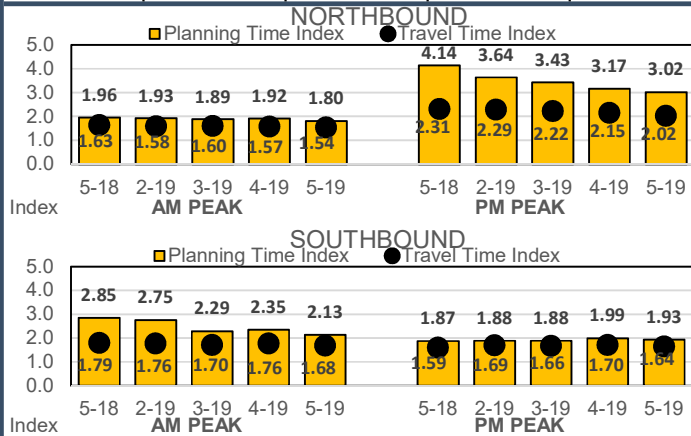 NORTHBOUND
Planning Time Index Travel Time Index
5.0
4.0
3.0
2.0
1.0
0.0
1.96 1.93 1.89 1.92 1.80 4.14 3.64 3.43 3.17 3.02
1.63 1.58 1.60 1.57 1.54 2.31 2.29 2.22 2.15 2.02
5-18 2-19 3-19 4-19 5-19 5-18 2-19 3-19 4-19 5-19
Index AM PEAK PM PEAK
SOUTHBOUND
Planning Time Index Travel Time Index
5.0
4.0
3.0
2.0
1.0
0.0
2.85 2.75 2.29 2.35 2.13 1.87 1.88 1.88 1.99 1.93
1.79 1.76 1.70 1.76 1.68 1.59 1.69 1.66 1.70 1.64
5-18 2-19 3-19 4-19 5-19 5-18 2-19 3-19 4-19 5-19
Index AM PEAK PM PEAK